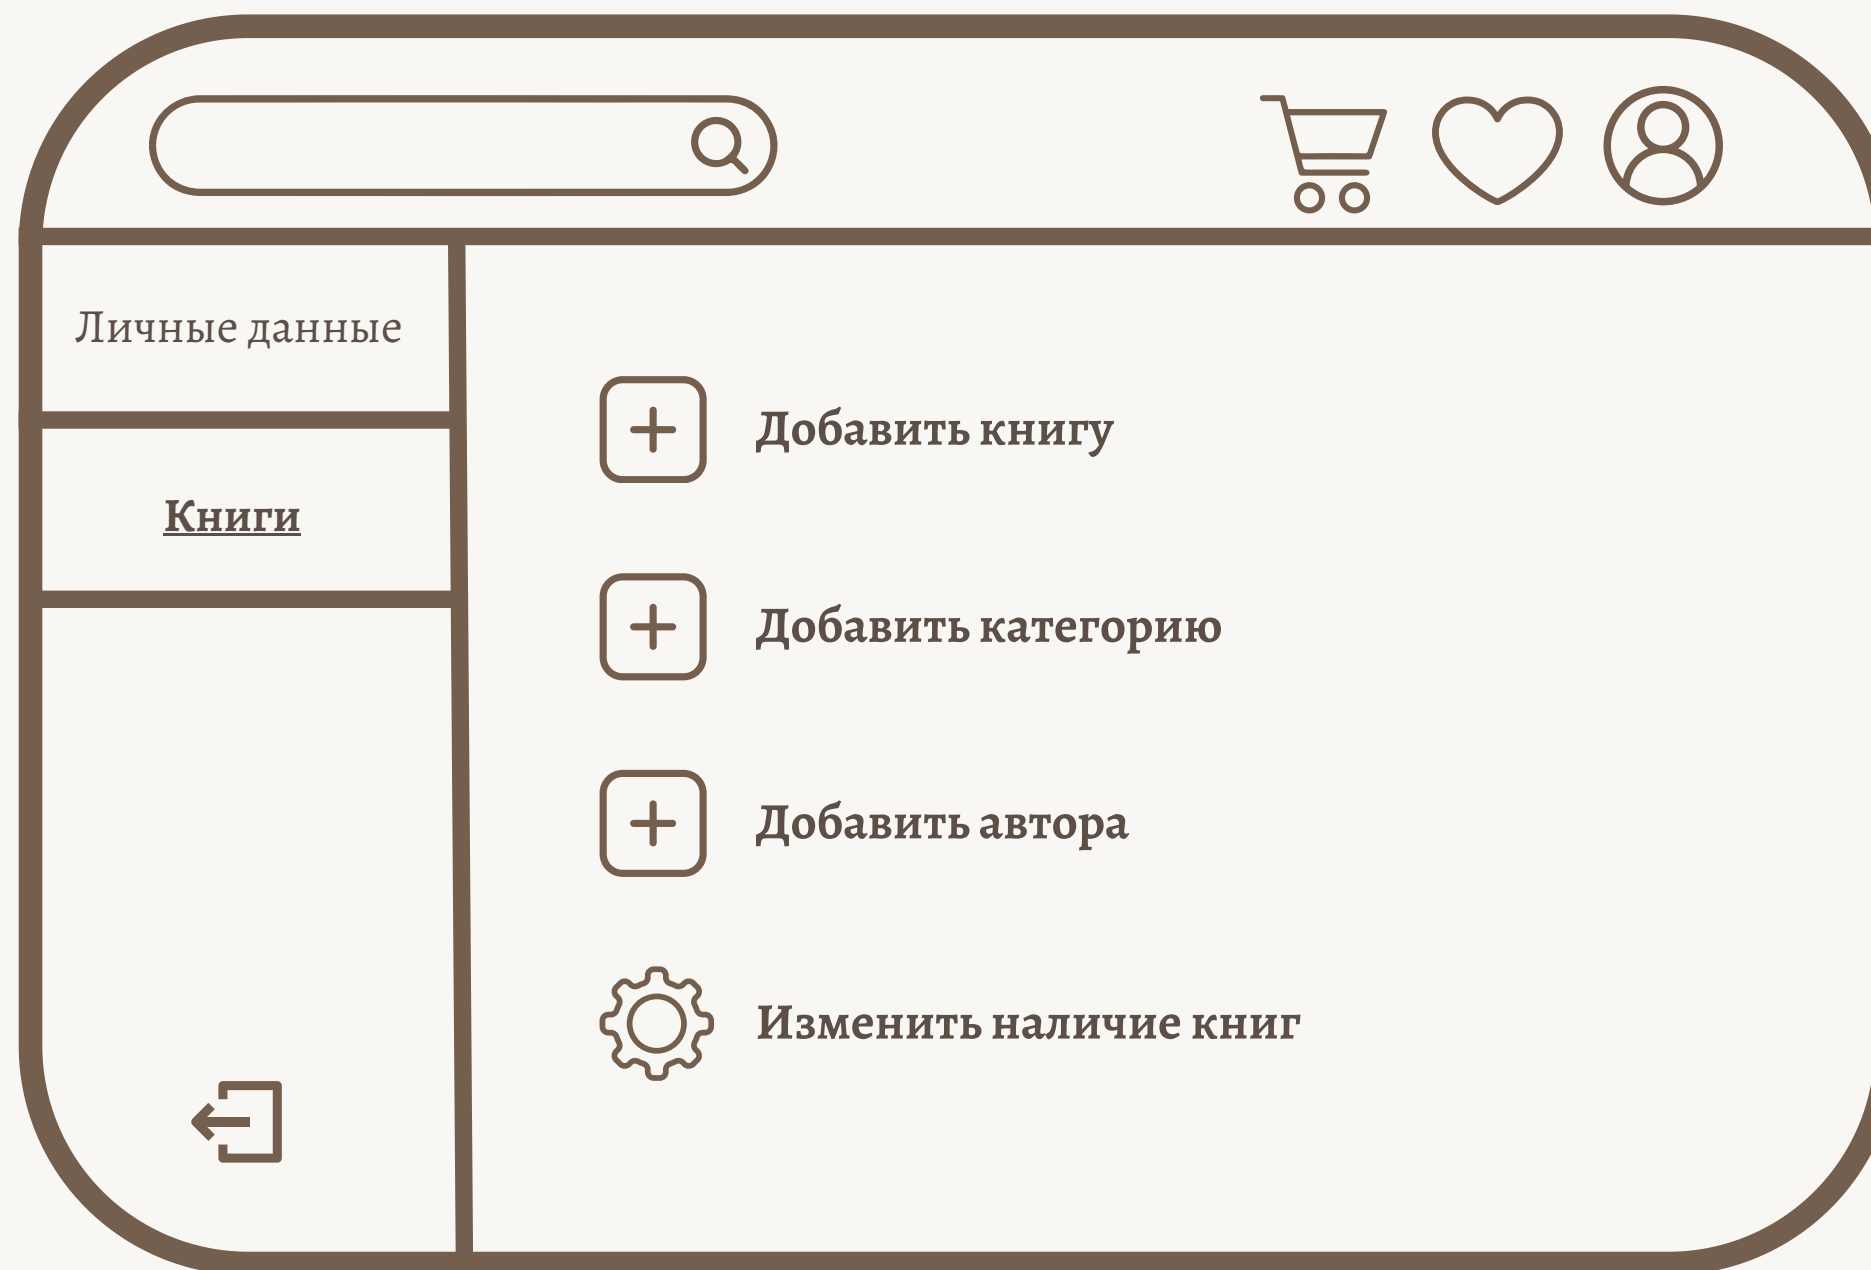 Личные данные
Книги
Добавить книгу
Добавить категорию
Добавить автора
Изменить наличие книг